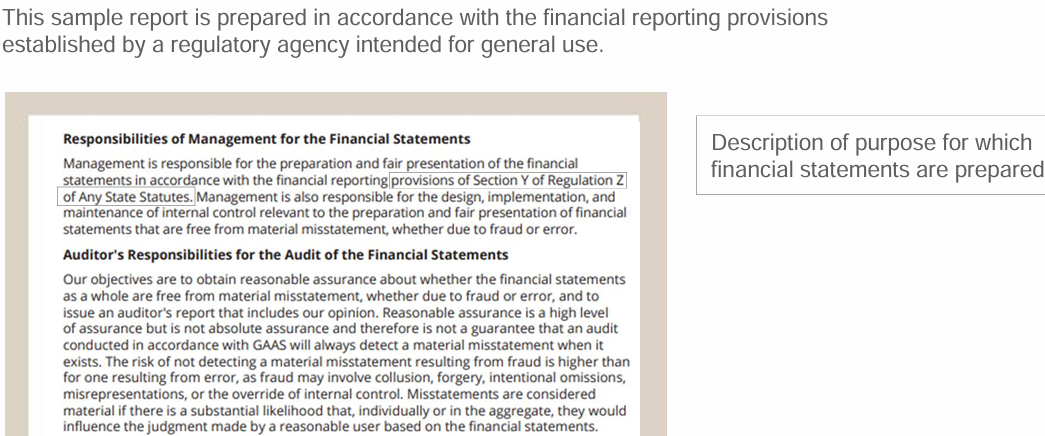 This sample report is prepared in accordance with the financial reporting provisions
established by a regulatory agency intended for general use.
Responsibilities of Management for the Financial Statements
Management is responsible for the preparation and fair presentation of the financial
statements in accordance with the financial reporting provisions of Section Y of Regulation Z
of Any State Statutes. Management is also responsible for the design, implementation, and
maintenance of internal control relevant to the preparation and fair presentation of financial
statements that are free from material misstatement, whether due to fraud or error.
Auditor's Responsibilities for the Audit of the Financial Statements
Our objectives are to obtain reasonable assurance about whether the financial statements
as a whole are free from material misstatement, whether due to fraud or error, and to
issue an auditor's report that includes our opinion. Reasonable assurance is a high level
of assurance but is not absolute assurance and therefore is not a guarantee that an audit
conducted in accordance with GAAS will always detect a material misstatement when it
exists. The risk of not detecting a material misstatement resulting from fraud is higher than
for one resulting from error, as fraud may involve collusion, forgery, intentional omissions,
misrepresentations, or the override of internal control. Misstatements are considered
material if there is a substantial likelihood that, individually or in the aggregate, they would
influence the judgment made by a reasonable user based on the financial statements.
Description of purpose for which
financial statements are prepared